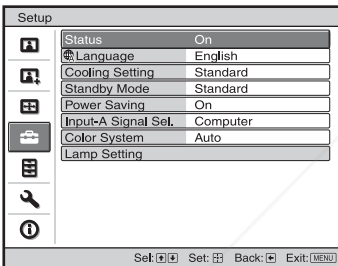 Setup
Status On
Language English
Cooling Setting Standard
Standby Mode Standard
Power Saving On
Input-A Signal Sel. Computer
Color System Auto
Lamp Setting
Sel: Set: Back: Exit: MENU